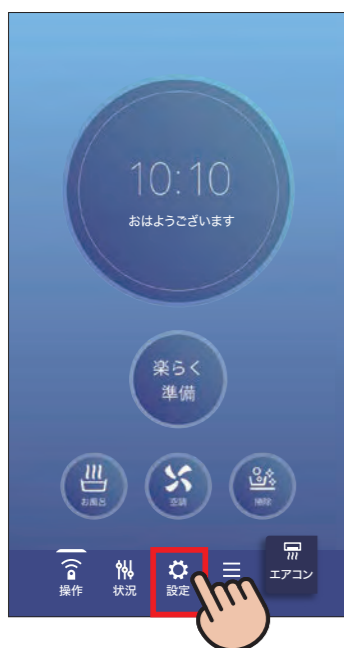 10:10
おはようございます
楽らく
準備
お風呂
空調
掃除
操作
状況
設定
エアコン